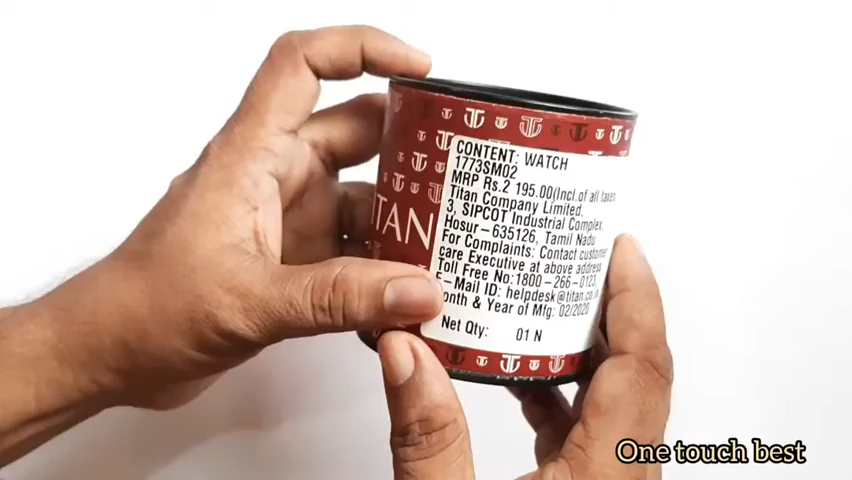 TITAN
CONTENT: WATCH
1773SM02
MRP Rs.2 195.00(Incl.of all taxes
Titan Company Limited,
3, SIPCOT Industrial Complex,
Hosur-635126, Tamil Nadu
For Complaints: Contact customer
care Executive at above address
Toll Free No:1800-266-0123,
E-Mail ID: helpdesk@titan.co.
onth & Year of Mfg: 02/2020
Net Qty: 01 N
One touch best